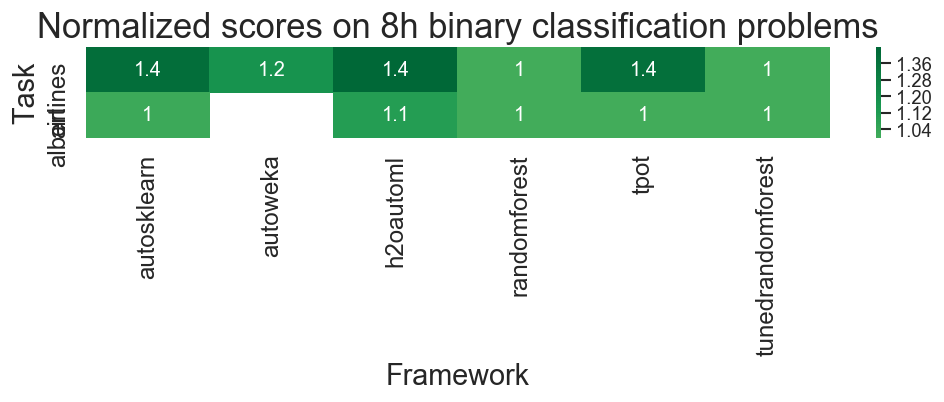 Normalized scores on 8h binary classification problems
Task
airlines
albert
1.4 1.2 1.4 1 1.4 1
1 1.1 1 1 1
1.36
1.28
1.20
1.12
1.04
autosklearn
autoweka
h2oautoml
randomforest
tpot
tunedrandomforest
Framework